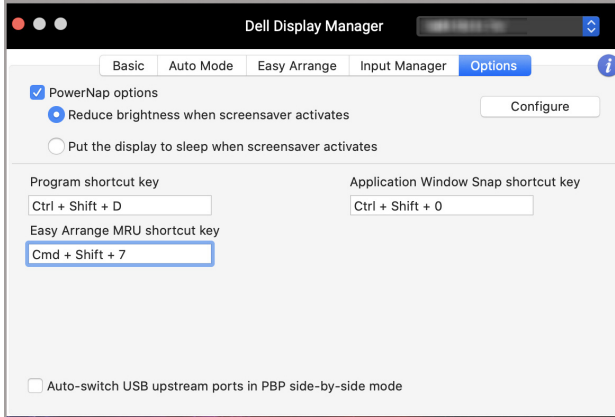 Dell Display Manager
Basic Auto Mode Easy Arrange Input Manager Options i
PowerNap options
Reduce brightness when screensaver activates
Configure
Put the display to sleep when screensaver activates
Program shortcut key Application Window Snap shortcut key
Ctrl + Shift + D Ctrl + Shift + 0
Easy Arrange MRU shortcut key
Cmd + Shift + 7
Auto-switch USB upstream ports in PBP side-by-side mode